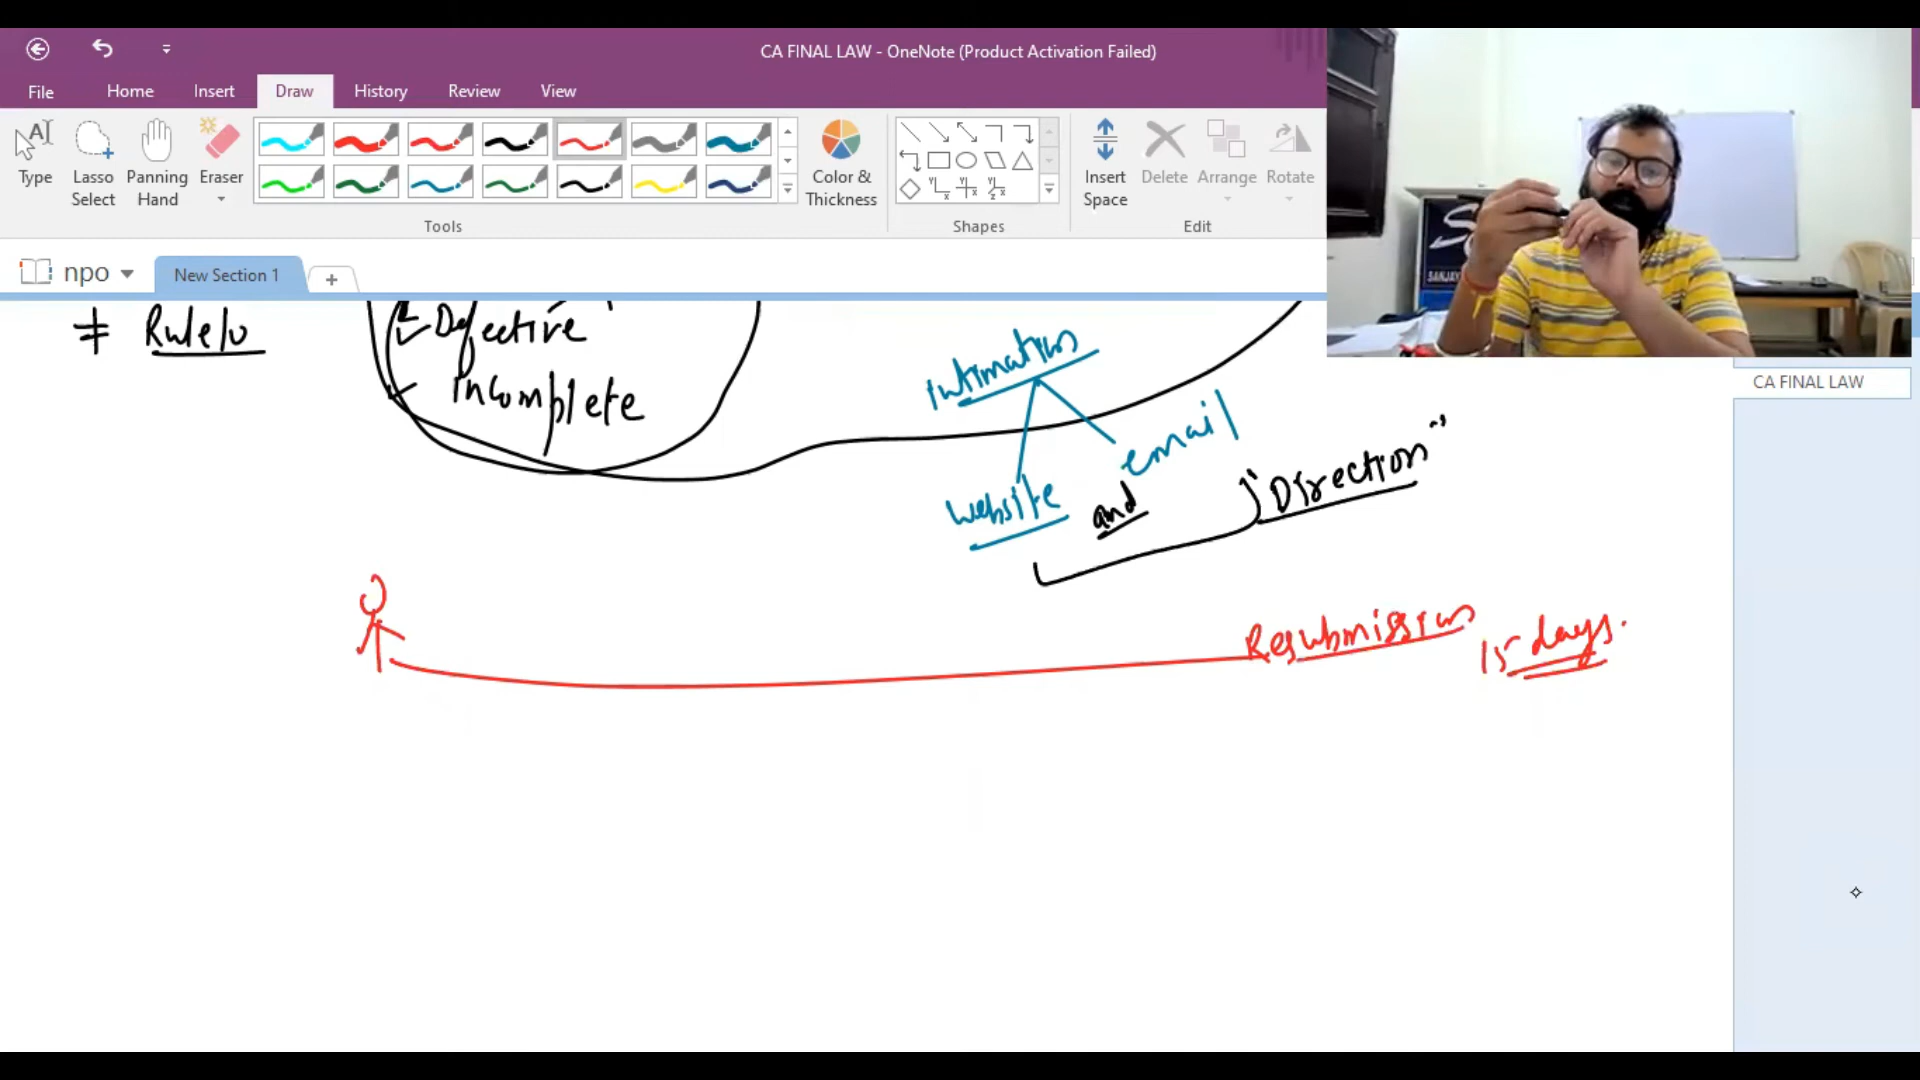 CA FINAL LAW - OneNote (Product Activation Failed)
File Home Insert Draw History Review View
Type
Lasso Select
Panning Hand
Eraser
Color & Thickness
Insert Space
Delete
Arrange
Rotate
Tools
Shapes
Edit
npo
New Section 1
SANJAY
CA FINAL LAW
≠ Rule 10
Defective
Incomplete
intimation
website and email
"Direction"
Resubmission 15 days.